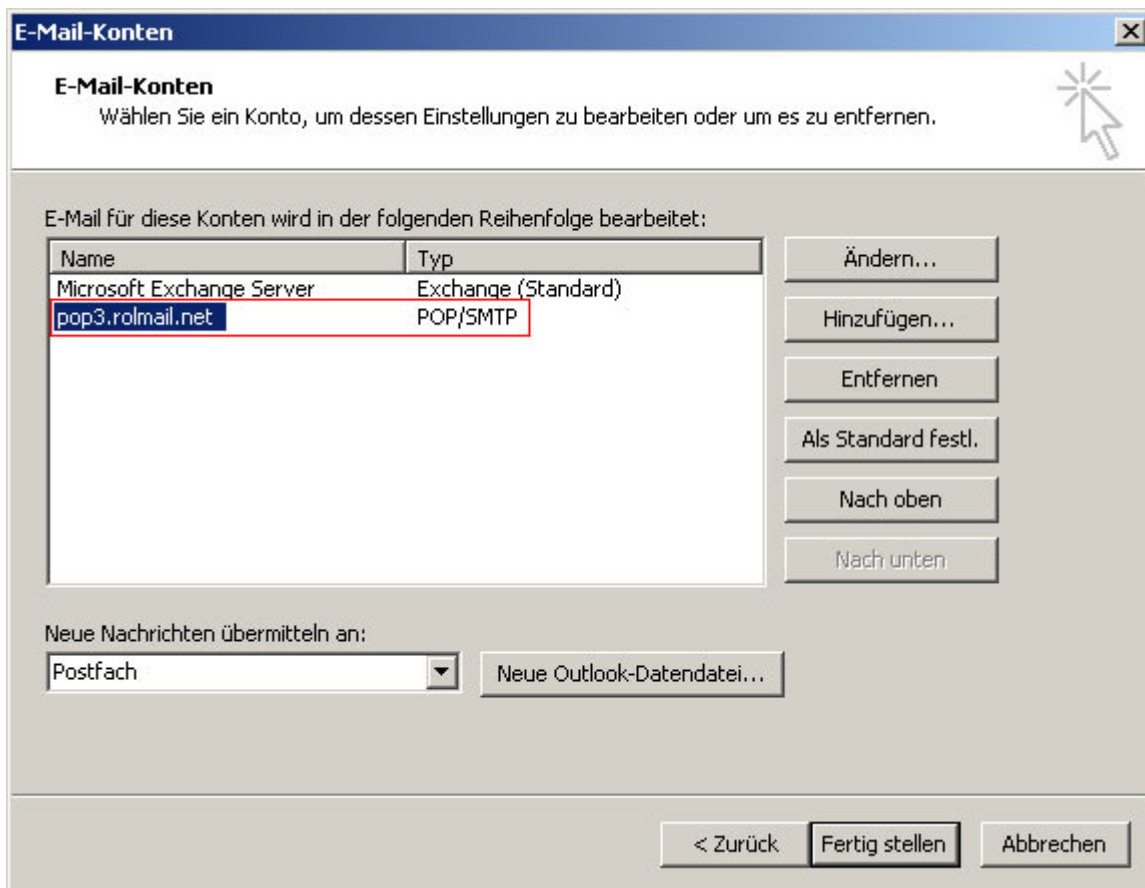 E-Mail-Konten
E-Mail-Konten
Wählen Sie ein Konto, um dessen Einstellungen zu bearbeiten oder um es zu entfernen.
E-Mail für diese Konten wird in der folgenden Reihenfolge bearbeitet:
Name Typ
Microsoft Exchange Server Exchange (Standard)
pop3.rolmail.net POP/SMTP
Ändern...
Hinzufügen...
Entfernen
Als Standard festl.
Nach oben
Nach unten
Neue Nachrichten übermitteln an:
Postfach Neue Outlook-Datendatei...
< Zurück Fertig stellen Abbrechen